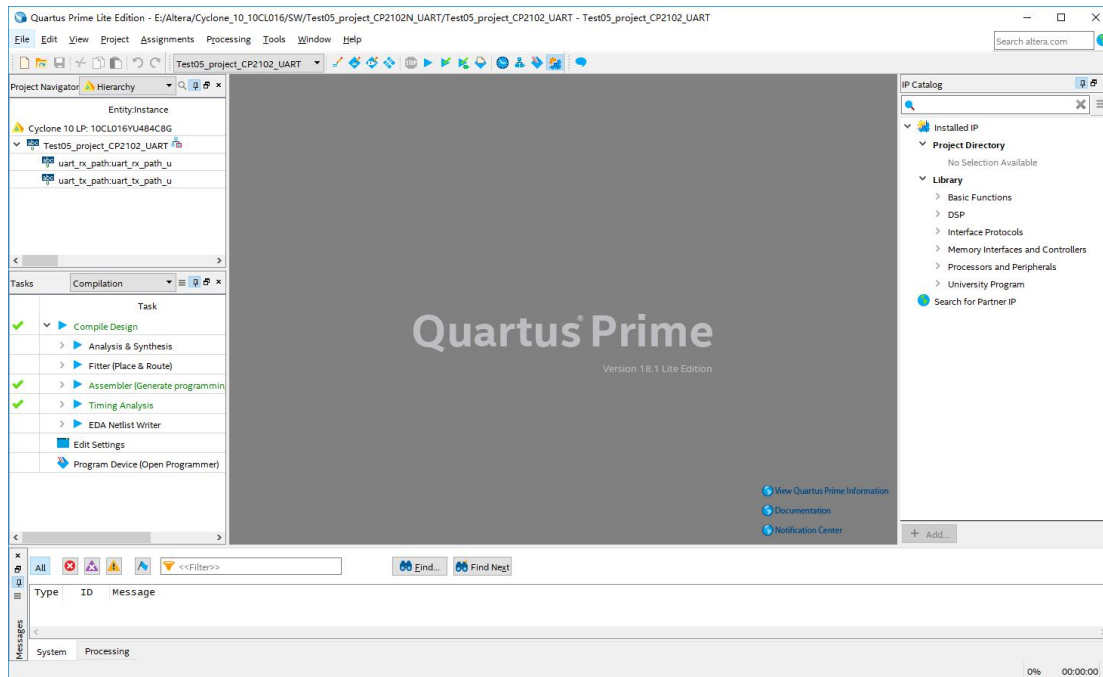 Quartus Prime Lite Edition - E:/Altera/Cyclone_10_10CL016/SW/Test05_project_CP2102N_UART/Test05_project_CP2102_UART - Test05_project_CP2102_UART
File Edit View Project Assignments Processing Tools Window Help
Search altera.com
Test05_project_CP2102_UART
Project Navigator Hierarchy
Entity:Instance
Cyclone 10 LP: 10CL016YU484C8G
Test05_project_CP2102_UART
uart_rx_path:uart_rx_path_u
uart_tx_path:uart_tx_path_u
Tasks Compilation
Task
Compile Design
Analysis & Synthesis
Fitter (Place & Route)
Assembler (Generate programmin
Timing Analysis
EDA Netlist Writer
Edit Settings
Program Device (Open Programmer)
Quartus Prime
Version 18.1 Lite Edition
View Quartus Prime Information
Documentation
Notification Center
IP Catalog
Installed IP
Project Directory
No Selection Available
Library
Basic Functions
DSP
Interface Protocols
Memory Interfaces and Controllers
Processors and Peripherals
University Program
Search for Partner IP
+ Add...
All <<Filter>> Find... Find Next
Type ID Message
Messages
System Processing
0% 00:00:00